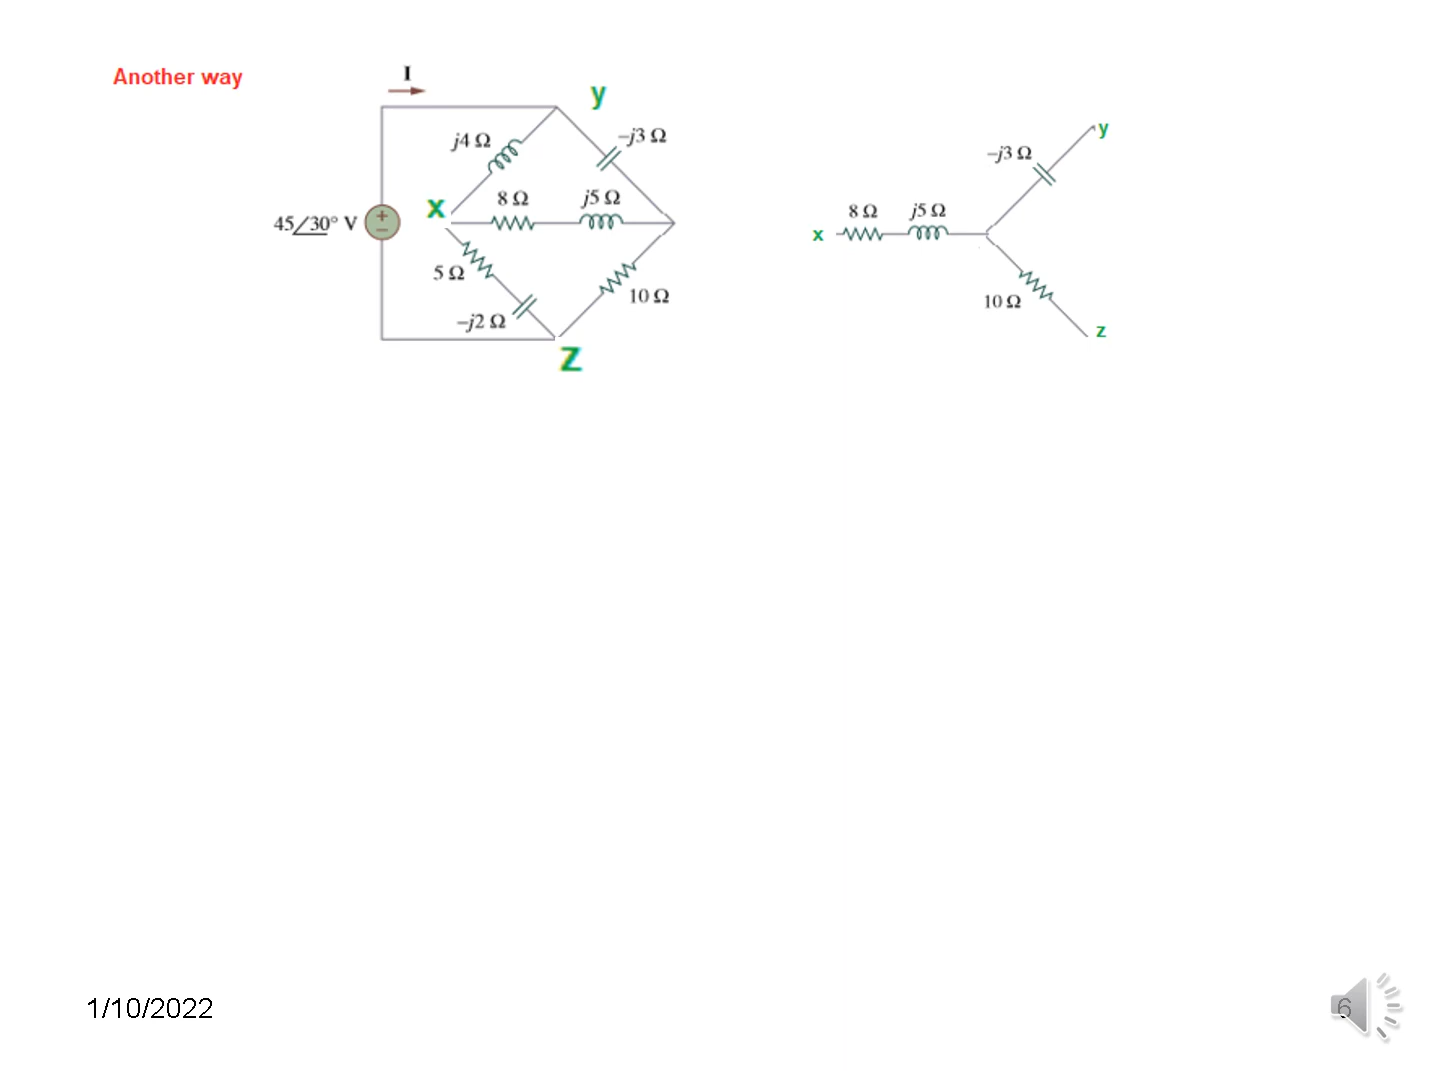 Another way
I
y
j4 Ω
–j3 Ω
x
8 Ω
j5 Ω
45∠30° V
+
–
5 Ω
10 Ω
–j2 Ω
z
y
–j3 Ω
8 Ω
j5 Ω
x
10 Ω
z
1/10/2022
6